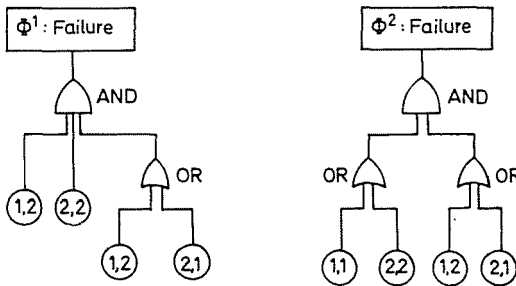 Φ¹: Failure
Φ²: Failure
AND
AND
OR
OR
OR
1,2
2,2
1,2
2,1
1,1
2,2
1,2
2,1